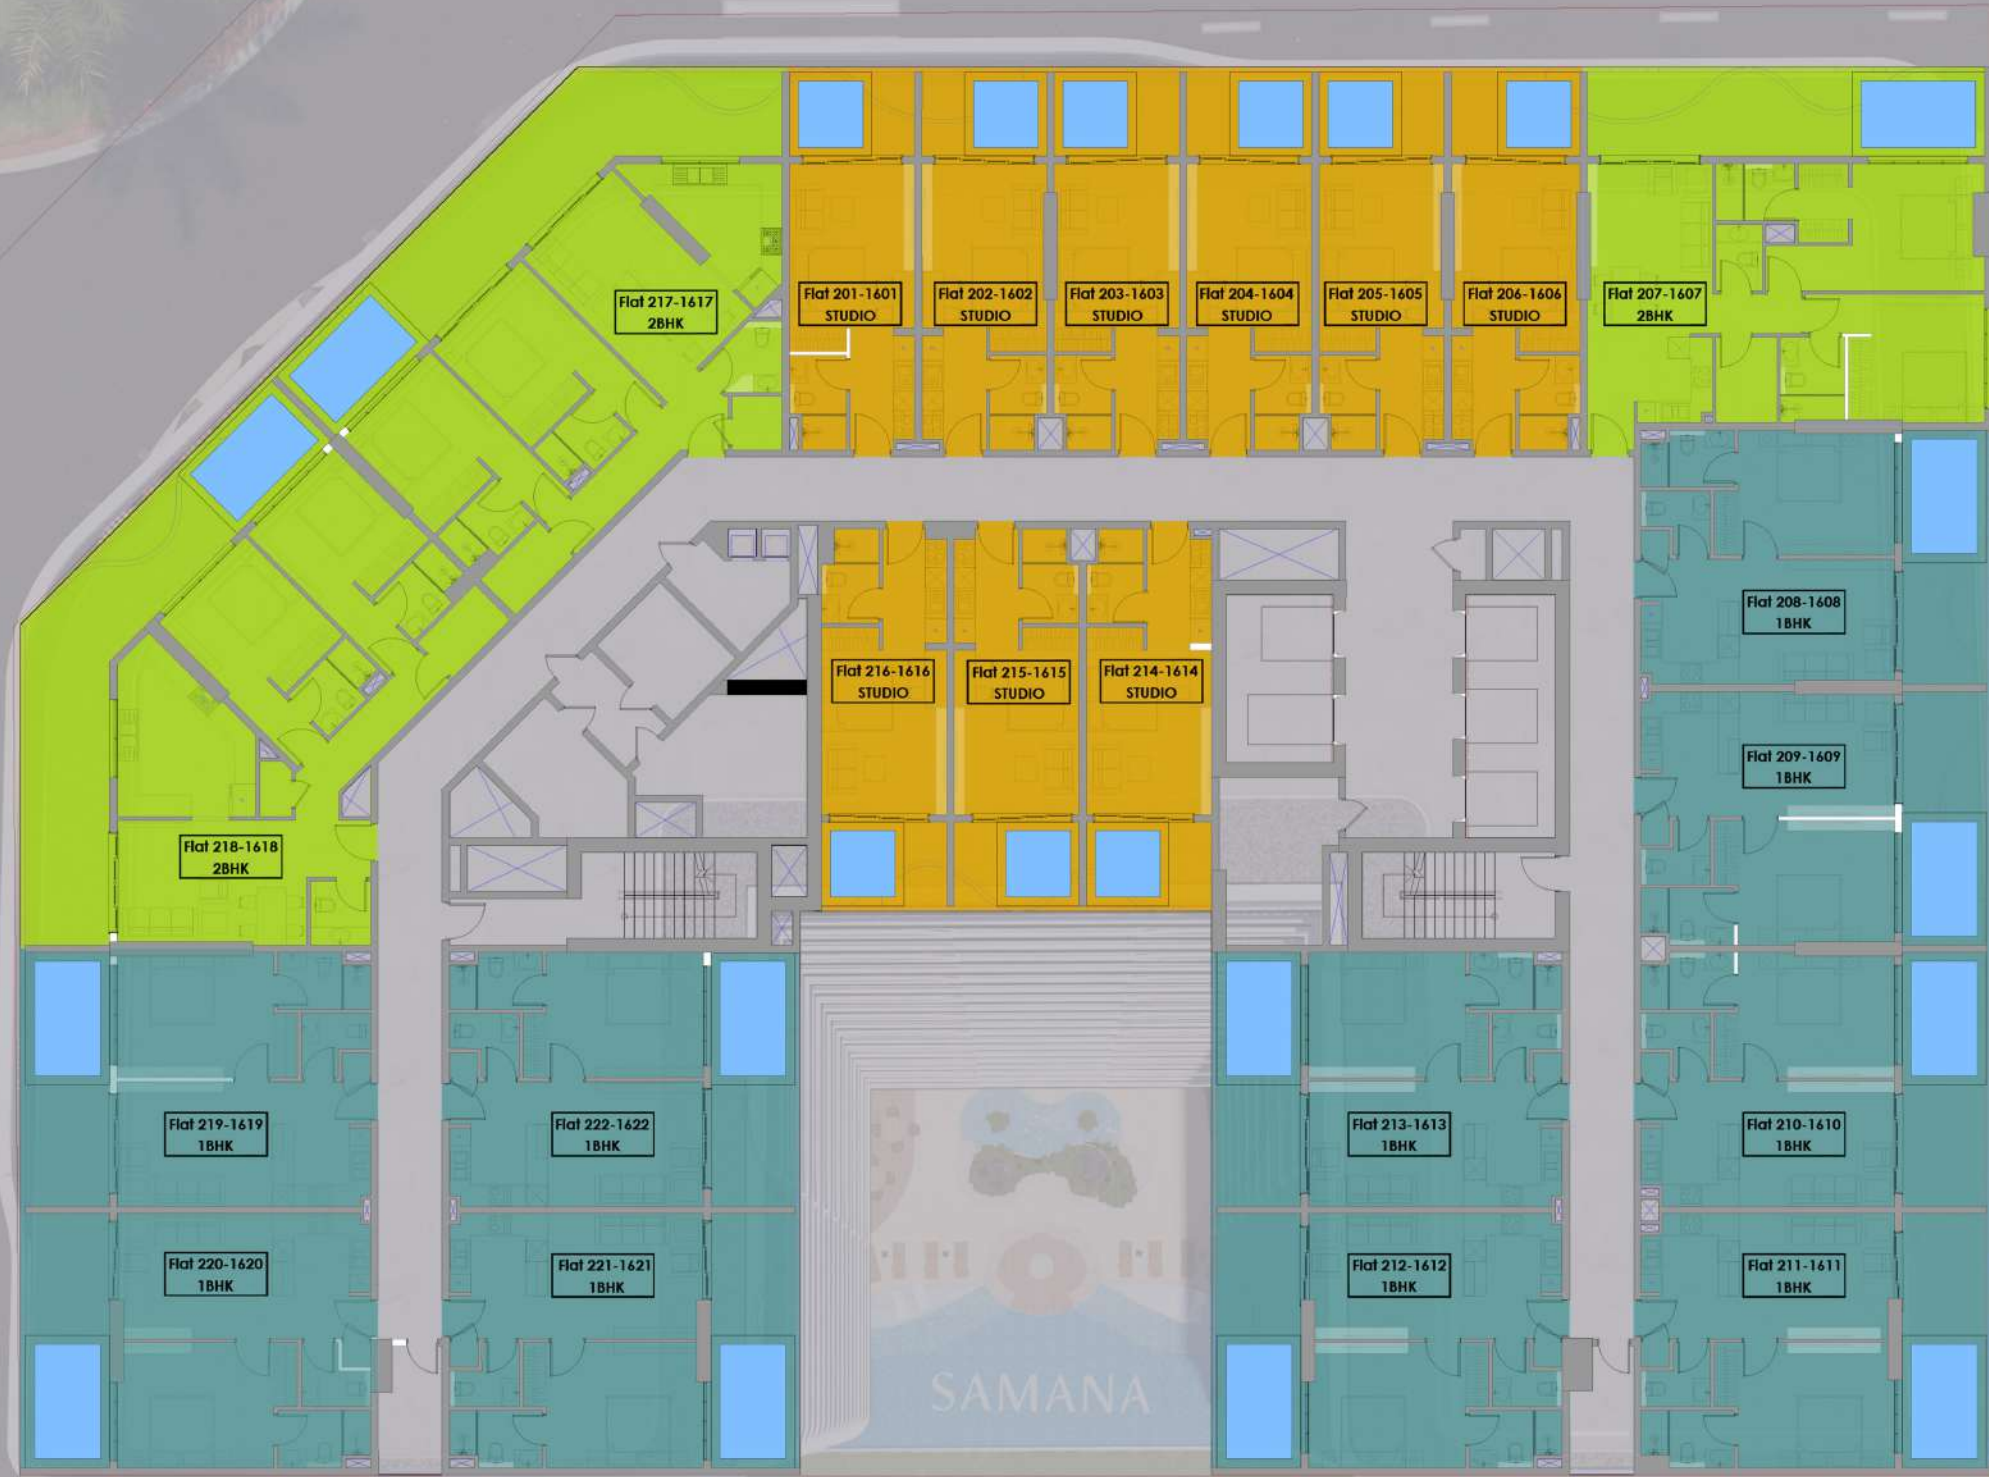 Flat 201-1601
STUDIO
Flat 202-1602
STUDIO
Flat 203-1603
STUDIO
Flat 204-1604
STUDIO
Flat 205-1605
STUDIO
Flat 206-1606
STUDIO
Flat 207-1607
2BHK
Flat 217-1617
2BHK
Flat 208-1608
1BHK
Flat 216-1616
STUDIO
Flat 215-1615
STUDIO
Flat 214-1614
STUDIO
Flat 209-1609
1BHK
Flat 218-1618
2BHK
Flat 219-1619
1BHK
Flat 222-1622
1BHK
Flat 213-1613
1BHK
Flat 210-1610
1BHK
Flat 220-1620
1BHK
Flat 221-1621
1BHK
Flat 212-1612
1BHK
Flat 211-1611
1BHK
SAMANA